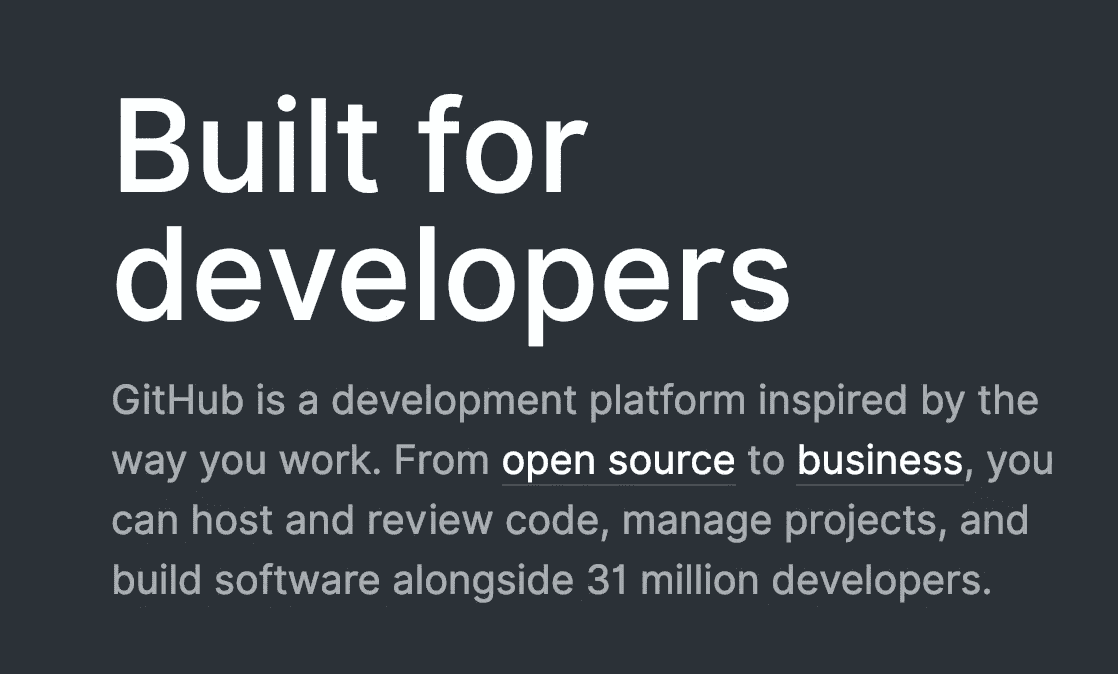 Built for
developers
GitHub is a development platform inspired by the
way you work. From open source to business, you
can host and review code, manage projects, and
build software alongside 31 million developers.